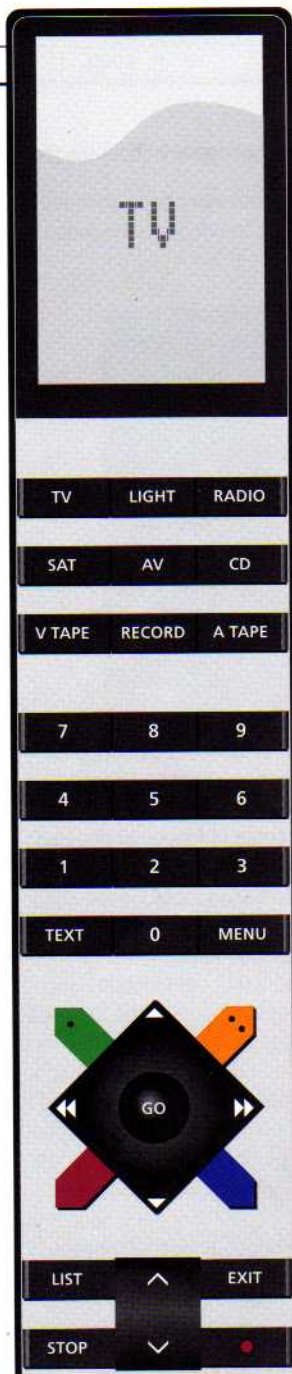 TV
TV LIGHT RADIO
SAT AV CD
V TAPE RECORD A TAPE
7 8 9
4 5 6
1 2 3
TEXT 0 MENU
GO
LIST EXIT
STOP